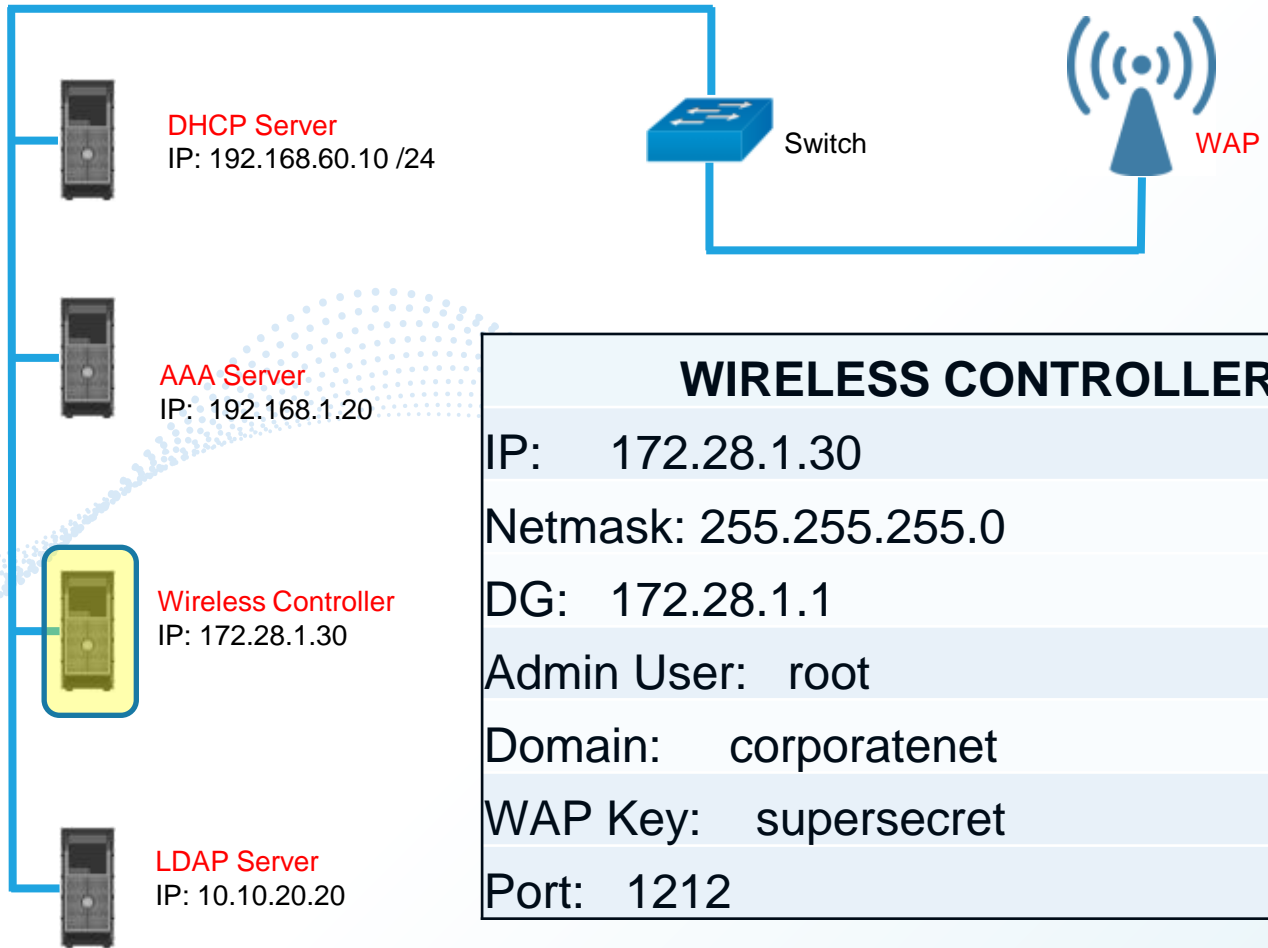 DHCP Server
IP: 192.168.60.10 /24
Switch
WAP
AAA Server
IP: 192.168.1.20
Wireless Controller
IP: 172.28.1.30
LDAP Server
IP: 10.10.20.20
WIRELESS CONTROLLER
IP: 172.28.1.30
Netmask: 255.255.255.0
DG: 172.28.1.1
Admin User: root
Domain: corporatenet
WAP Key: supersecret
Port: 1212